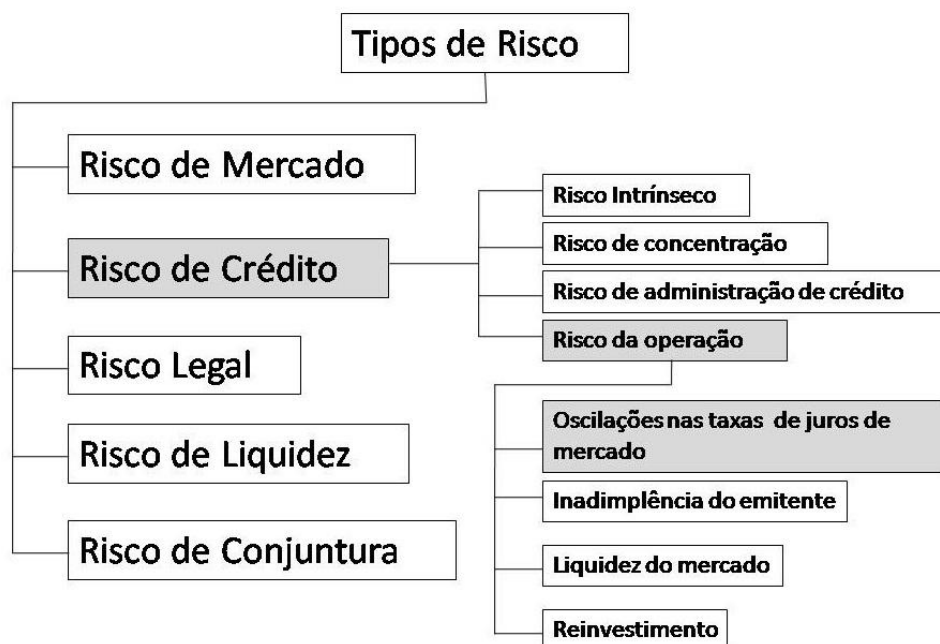 Tipos de Risco
Risco de Mercado
Risco de Crédito
Risco Legal
Risco de Liquidez
Risco de Conjuntura
Risco Intrínseco
Risco de concentração
Risco de administração de crédito
Risco da operação
Oscilações nas taxas de juros de
mercado
Inadimplência do emitente
Liquidez do mercado
Reinvestimento